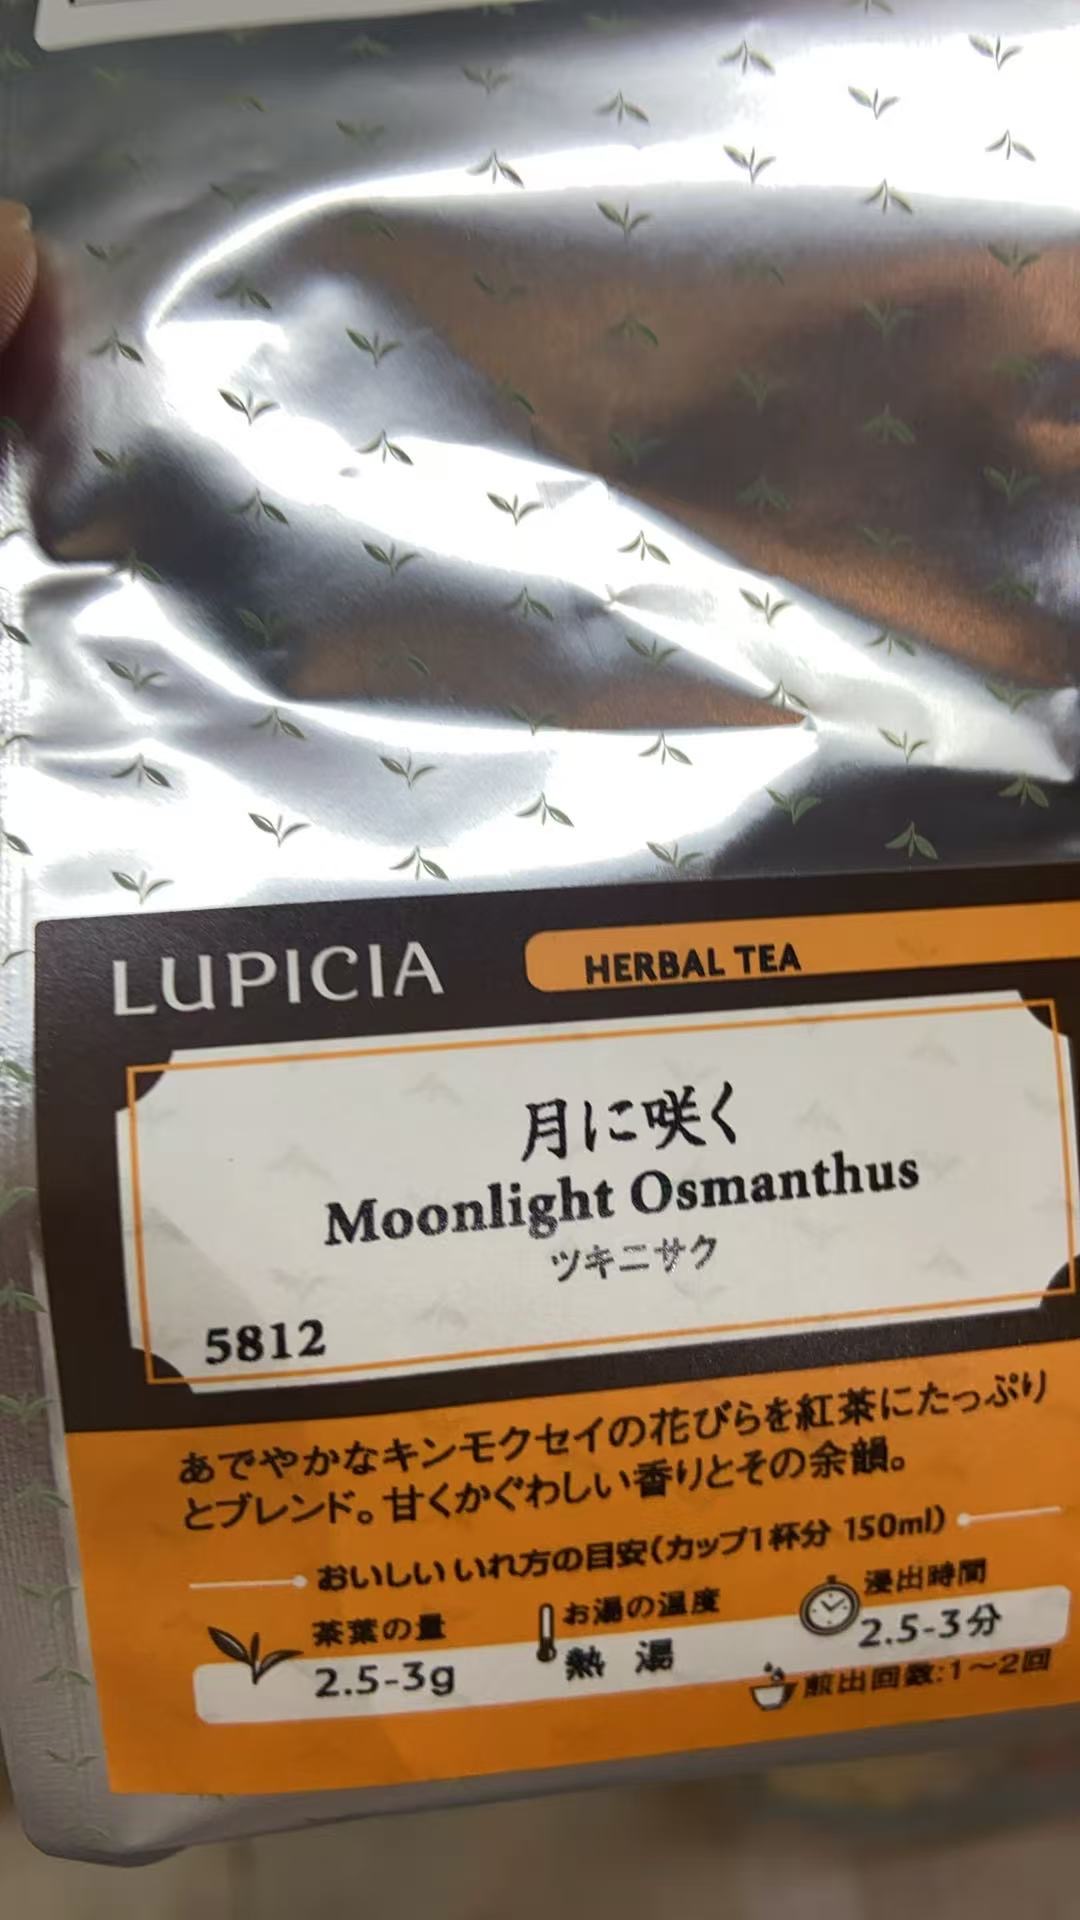 LUPICIA
HERBAL TEA
月に咲く
Moonlight Osmanthus
ツキニサク
5812
あでやかなキンモクセイの花びらを紅茶にたっぷり
とブレンド。甘くかぐわしい香りとその余韻。
おいしいいれ方の目安(カップ1杯分 150ml)
茶葉の量
2.5-3g
お湯の温度
熱 湯
浸出時間
2.5-3分
煎出回数:1〜2回